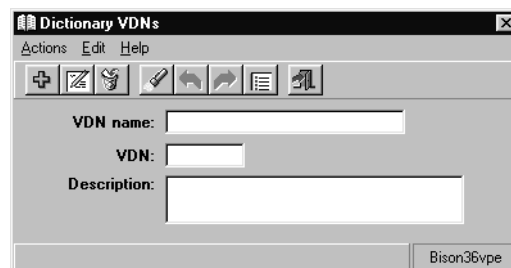 Dictionary VDNs
Actions Edit Help
VDN name:
VDN:
Description:
Bison36vpe